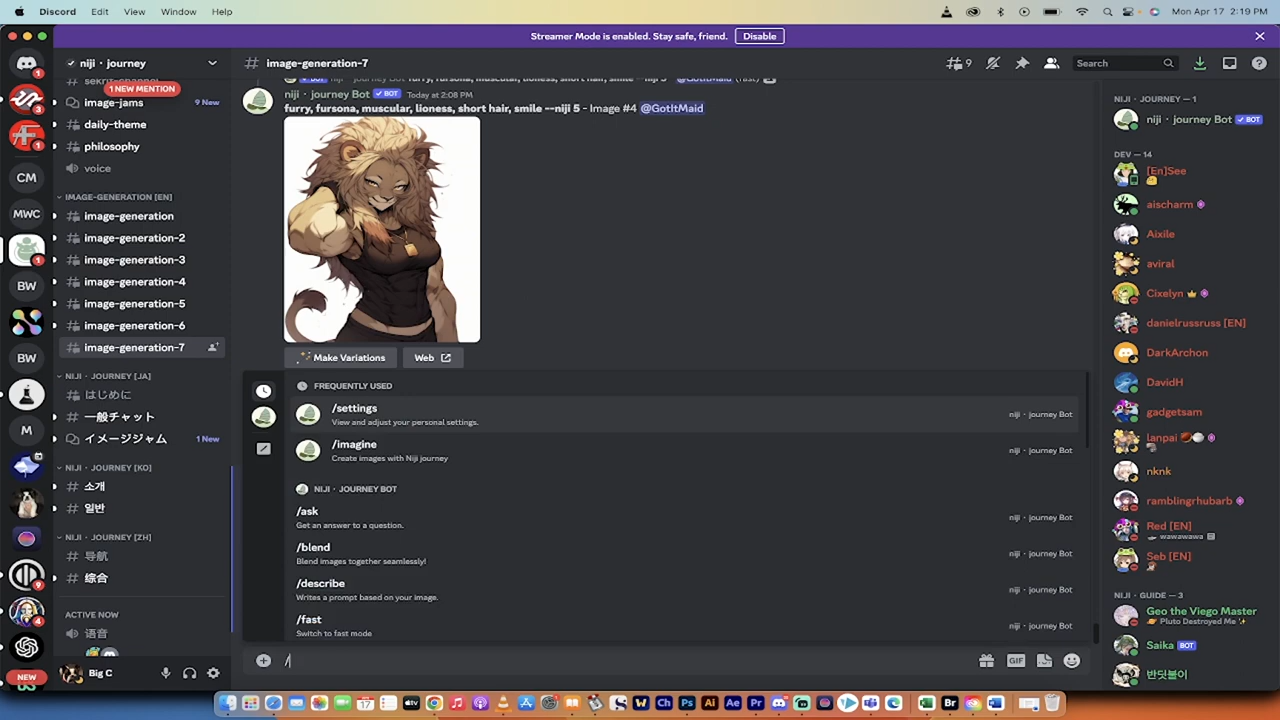 Discord Edit View Window Help
Mon Apr 17 2:19 PM
Streamer Mode is enabled. Stay safe, friend. Disable
niji・journey
image-generation-7
9
Search
1 NEW MENTION
image-jams 9 New
daily-theme
philosophy
voice
IMAGE-GENERATION [EN]
image-generation
image-generation-2
image-generation-3
image-generation-4
image-generation-5
image-generation-6
image-generation-7
NIJI・JOURNEY [JA]
はじめに
一般チャット
イメージジャム 1 New
NIJI・JOURNEY [KO]
소개
일반
NIJI・JOURNEY [ZH]
导航
综合
ACTIVE NOW
语音
Big C
1
3
1
CM
MWC
1
BW
BW
M
9
4
NEW
niji・journey Bot BOT Today at 2:08 PM
furry, fursona, muscular, lioness, short hair, smile --niji 5 - Image #4 @GotItMaid
Make Variations Web
FREQUENTLY USED
/settings
View and adjust your personal settings.
niji・journey Bot
/imagine
Create images with Niji journey
niji・journey Bot
NIJI・JOURNEY BOT
/ask
Get an answer to a question.
niji・journey Bot
/blend
Blend images together seamlessly!
niji・journey Bot
/describe
Writes a prompt based on your image.
niji・journey Bot
/fast
Switch to fast mode
niji・journey Bot
/
GIF
NIJI・JOURNEY — 1
niji・journey Bot BOT
DEV — 14
[En]See
aischarm
Aixile
aviral
Cixelyn
danielrussruss [EN]
DarkArchon
DavidH
gadgetsam
lanpai
nknk
ramblingrhubarb
Red [EN]
wawawawa
Seb [EN]
NIJI・GUIDE — 3
Geo the Viego Master
Pluto Destroyed Me
Saika BOT
반딧불이